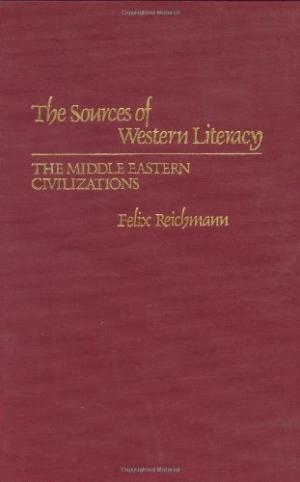 The Sources of
Western Literacy
THE MIDDLE EASTERN
CIVILIZATIONS
Felix Reichmann